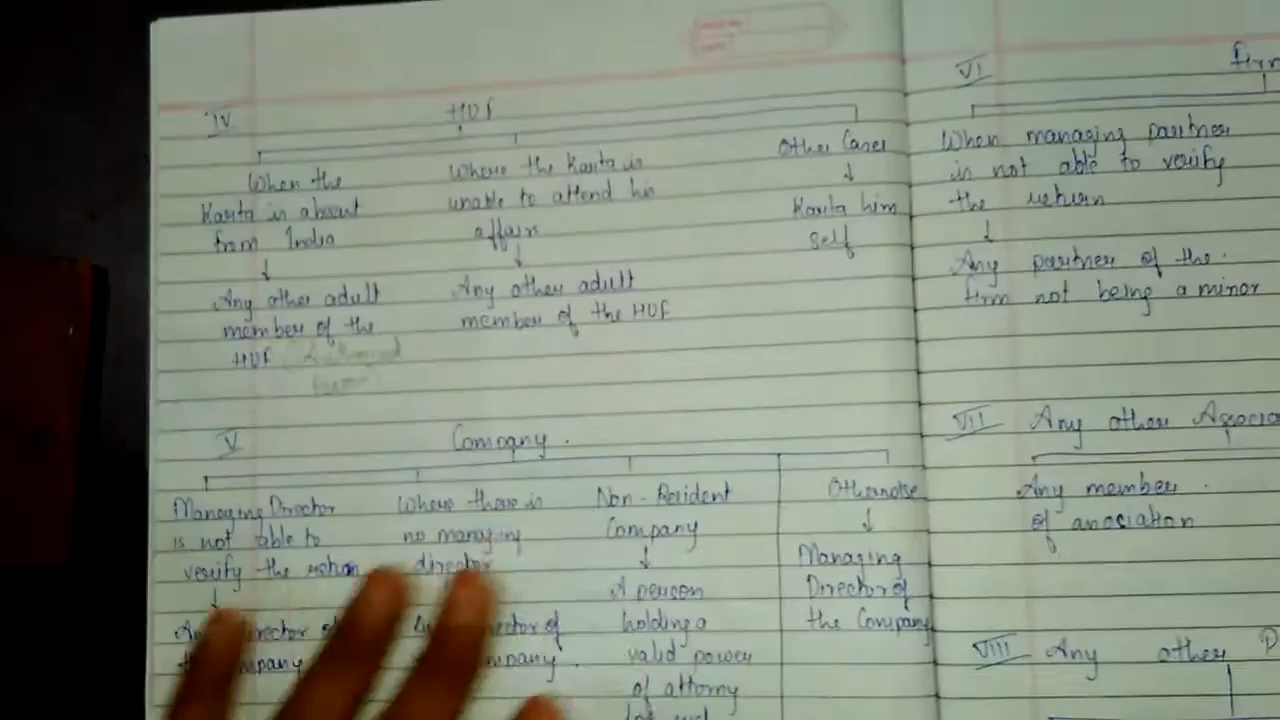 IV
HUF
When the
Karta is absent
from India
Any other adult
member of the
HUF
Where the Karta is
unable to attend his
affair
Any other adult
member of the HUF
Other Cases
Karta him
self
V
Company.
Managing Director
is not able to
verify the return
Where there is
no managing
director
Non-Resident
Company
A person
holding a
valid power
of attorny
Otherwise
Managing
Director of
the Company
VI
When managing partner
is not able to verify
the return
Any partner of the
firm not being a minor
VII Any other
Any member
of association
VIII Any other